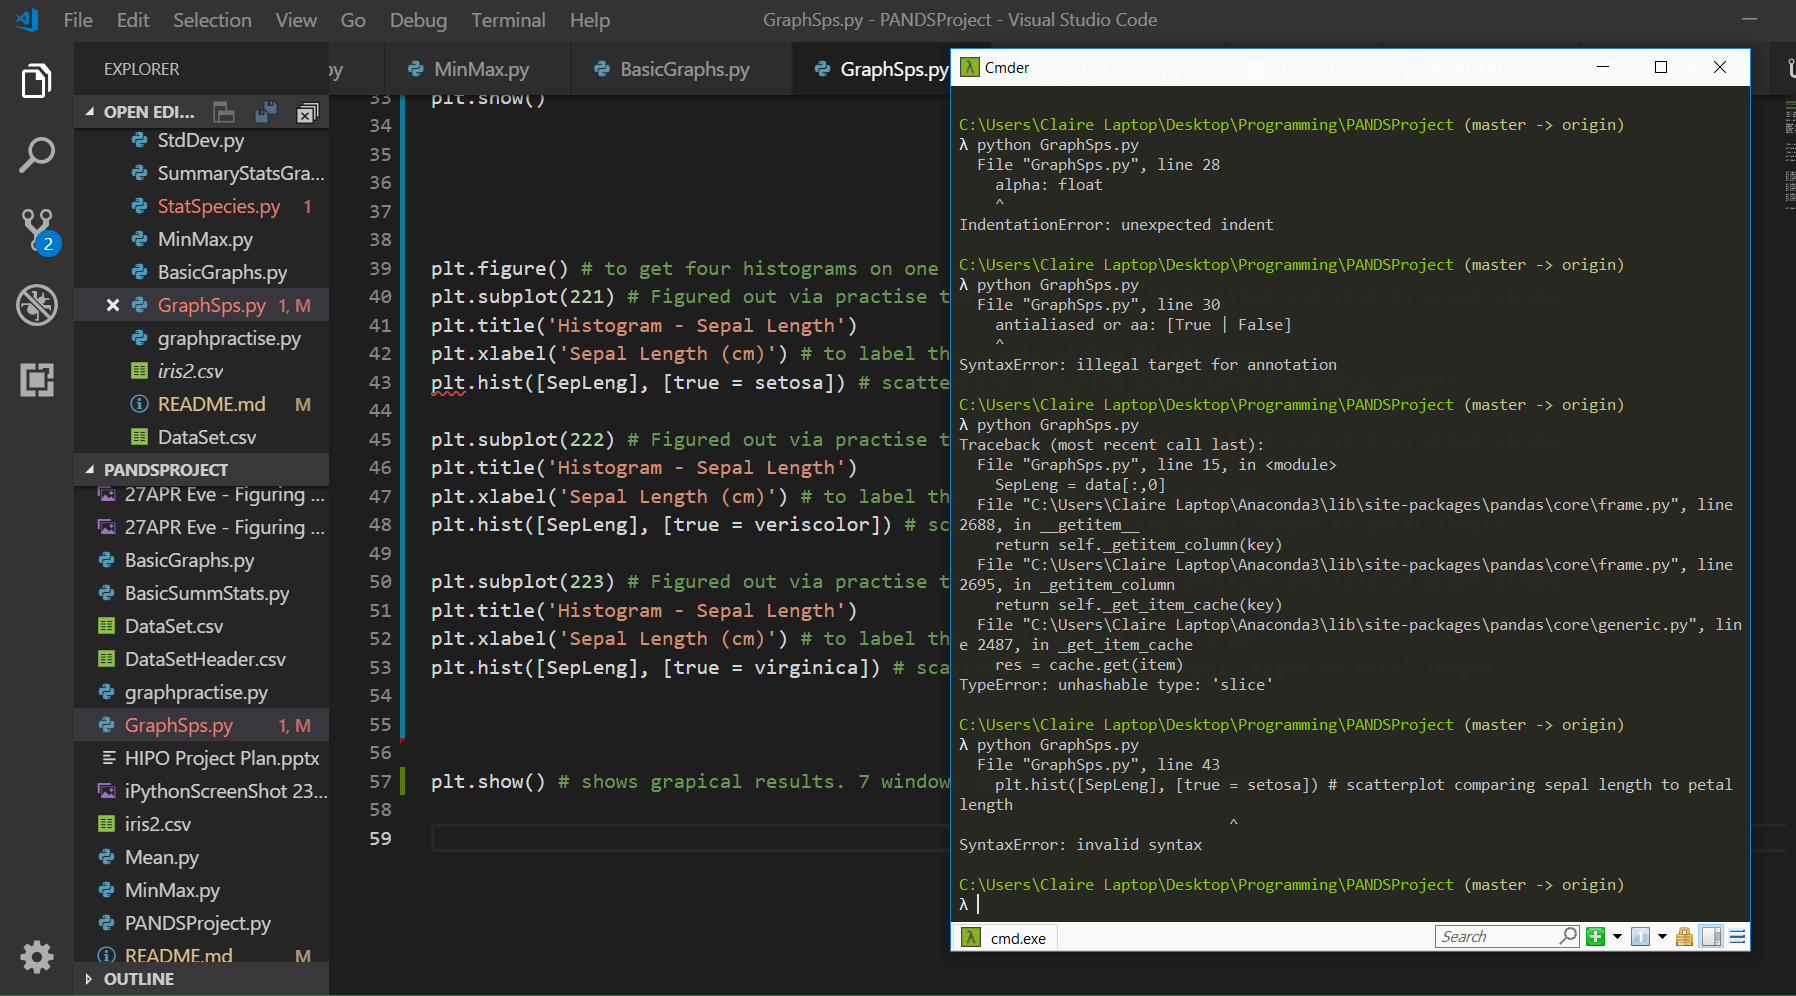 File Edit Selection View Go Debug Terminal Help
GraphSps.py - PANDSProject - Visual Studio Code
EXPLORER
OPEN EDI...
StdDev.py
SummaryStatsGra...
StatSpecies.py 1
MinMax.py
BasicGraphs.py
GraphSps.py 1, M
graphpractise.py
iris2.csv
README.md M
DataSet.csv
2
PANDSPROJECT
27APR Eve - Figuring ...
27APR Eve - Figuring ...
BasicGraphs.py
BasicSummStats.py
DataSet.csv
DataSetHeader.csv
graphpractise.py
GraphSps.py 1, M
HIPO Project Plan.pptx
iPythonScreenShot 23...
iris2.csv
Mean.py
MinMax.py
PANDSProject.py
README.md M
OUTLINE
py MinMax.py BasicGraphs.py GraphSps.py
33 plt.show()
34
35
36
37
38
39 plt.figure() # to get four histograms on one
40 plt.subplot(221) # Figured out via practise t
41 plt.title('Histogram - Sepal Length')
42 plt.xlabel('Sepal Length (cm)') # to label th
43 plt.hist([SepLeng], [true = setosa]) # scatte
44
45 plt.subplot(222) # Figured out via practise t
46 plt.title('Histogram - Sepal Length')
47 plt.xlabel('Sepal Length (cm)') # to label th
48 plt.hist([SepLeng], [true = veriscolor]) # sc
49
50 plt.subplot(223) # Figured out via practise t
51 plt.title('Histogram - Sepal Length')
52 plt.xlabel('Sepal Length (cm)') # to label th
53 plt.hist([SepLeng], [true = virginica]) # sca
54
55
56
57 plt.show() # shows grapical results. 7 window
58
59
Cmder
C:\Users\Claire Laptop\Desktop\Programming\PANDSProject (master -> origin)
λ python GraphSps.py
File "GraphSps.py", line 28
alpha: float
^
IndentationError: unexpected indent
C:\Users\Claire Laptop\Desktop\Programming\PANDSProject (master -> origin)
λ python GraphSps.py
File "GraphSps.py", line 30
antialiased or aa: [True | False]
^
SyntaxError: illegal target for annotation
C:\Users\Claire Laptop\Desktop\Programming\PANDSProject (master -> origin)
λ python GraphSps.py
Traceback (most recent call last):
File "GraphSps.py", line 15, in <module>
SepLeng = data[:,0]
File "C:\Users\Claire Laptop\Anaconda3\lib\site-packages\pandas\core\frame.py", line
2688, in __getitem__
return self._getitem_column(key)
File "C:\Users\Claire Laptop\Anaconda3\lib\site-packages\pandas\core\frame.py", line
2695, in _getitem_column
return self._get_item_cache(key)
File "C:\Users\Claire Laptop\Anaconda3\lib\site-packages\pandas\core\generic.py", lin
e 2487, in _get_item_cache
res = cache.get(item)
TypeError: unhashable type: 'slice'
C:\Users\Claire Laptop\Desktop\Programming\PANDSProject (master -> origin)
λ python GraphSps.py
File "GraphSps.py", line 43
plt.hist([SepLeng], [true = setosa]) # scatterplot comparing sepal length to petal
length
^
SyntaxError: invalid syntax
C:\Users\Claire Laptop\Desktop\Programming\PANDSProject (master -> origin)
λ
cmd.exe
Search
1